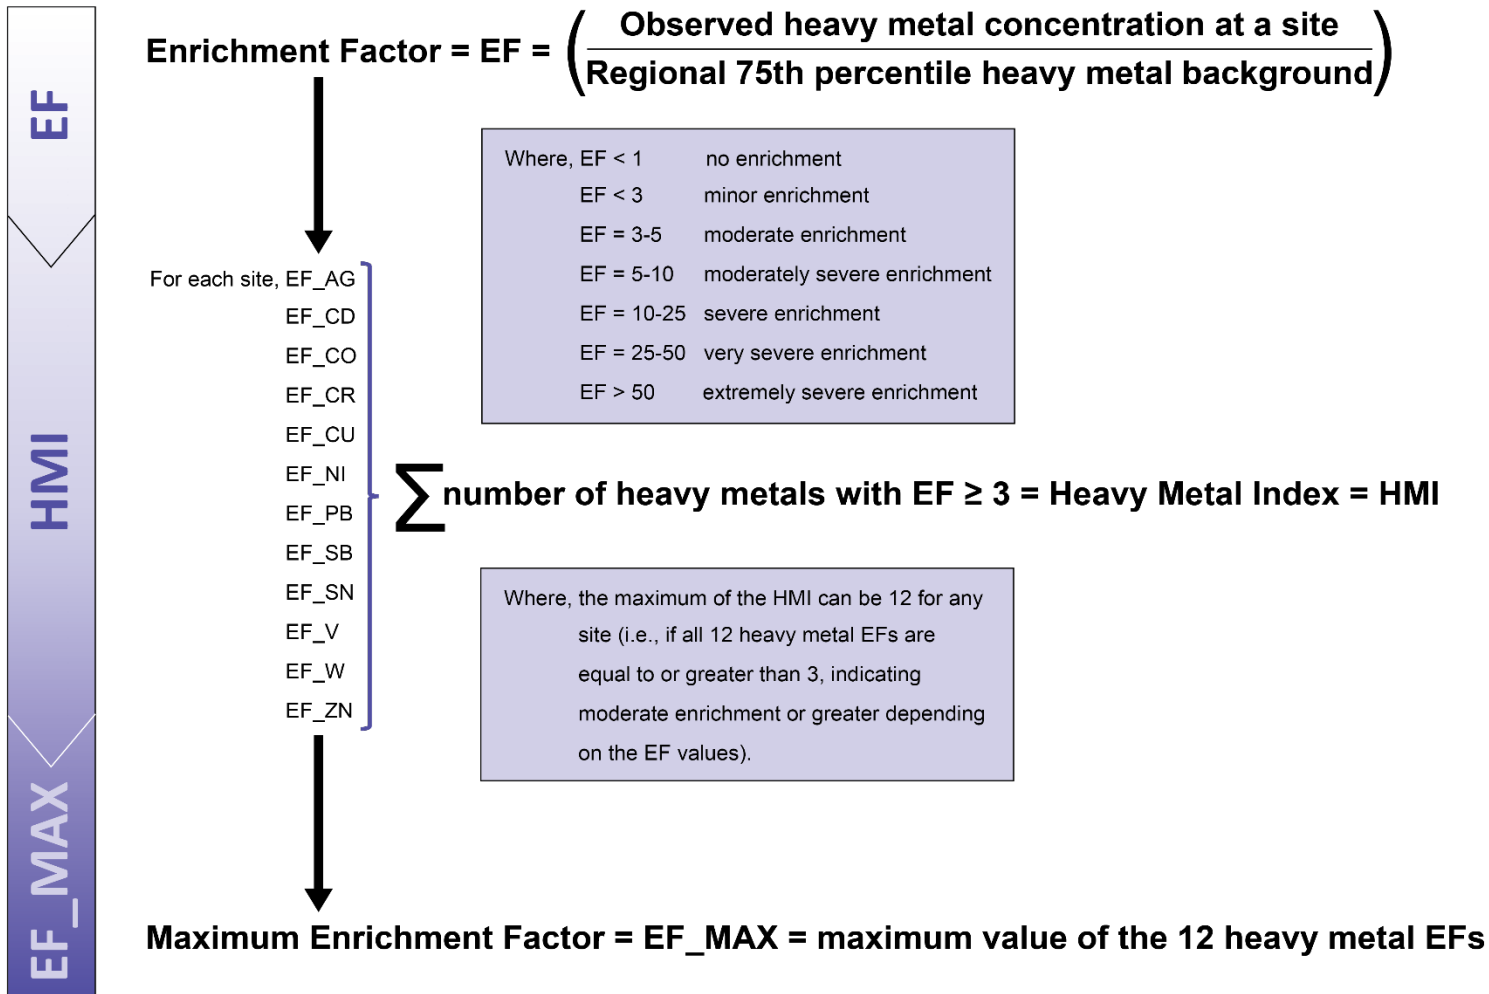 EF
HMI
EF_MAX
Enrichment Factor = EF = (Observed heavy metal concentration at a site
Regional 75th percentile heavy metal background)
Where, EF < 1 no enrichment
EF < 3 minor enrichment
EF = 3-5 moderate enrichment
EF = 5-10 moderately severe enrichment
EF = 10-25 severe enrichment
EF = 25-50 very severe enrichment
EF > 50 extremely severe enrichment
For each site, EF_AG
EF_CD
EF_CO
EF_CR
EF_CU
EF_NI
EF_PB
EF_SB
EF_SN
EF_V
EF_W
EF_ZN
∑ number of heavy metals with EF ≥ 3 = Heavy Metal Index = HMI
Where, the maximum of the HMI can be 12 for any
site (i.e., if all 12 heavy metal EFs are
equal to or greater than 3, indicating
moderate enrichment or greater depending
on the EF values).
Maximum Enrichment Factor = EF_MAX = maximum value of the 12 heavy metal EFs